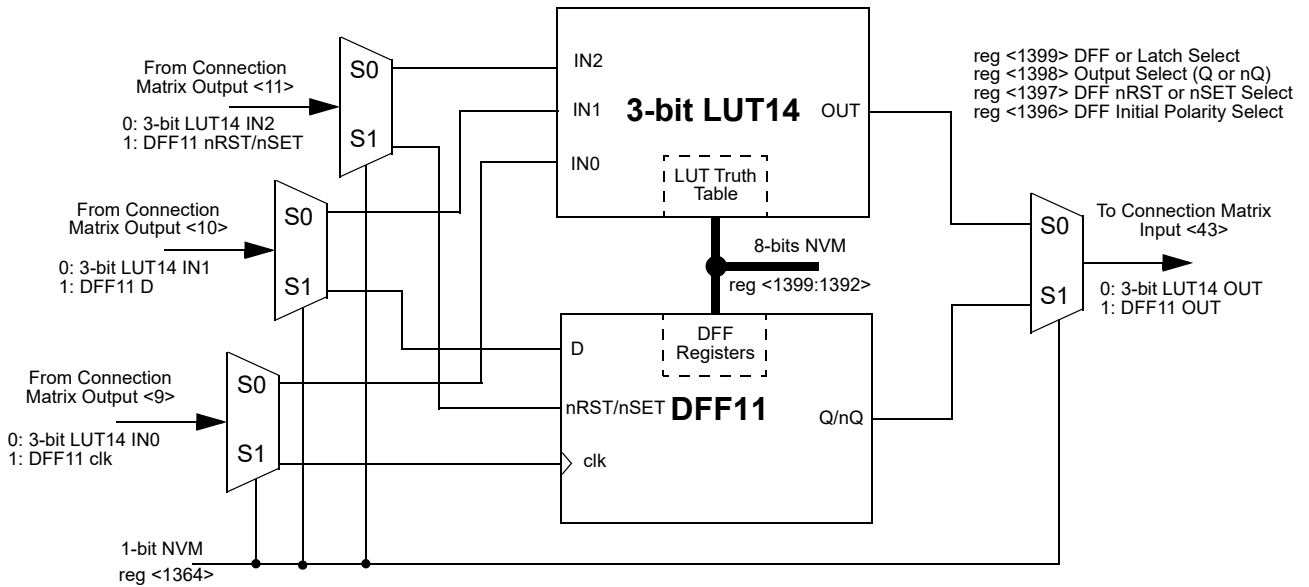 From Connection
Matrix Output <11>
0: 3-bit LUT14 IN2
1: DFF11 nRST/nSET
S0
S1
From Connection
Matrix Output <10>
0: 3-bit LUT14 IN1
1: DFF11 D
S0
S1
From Connection
Matrix Output <9>
0: 3-bit LUT14 IN0
1: DFF11 clk
S0
S1
1-bit NVM
reg <1364>
IN2
IN1
IN0
3-bit LUT14
OUT
LUT Truth
Table
8-bits NVM
reg <1399:1392>
DFF
Registers
D
nRST/nSET
clk
DFF11
Q/nQ
reg <1399> DFF or Latch Select
reg <1398> Output Select (Q or nQ)
reg <1397> DFF nRST or nSET Select
reg <1396> DFF Initial Polarity Select
S0
S1
To Connection Matrix
Input <43>
0: 3-bit LUT14 OUT
1: DFF11 OUT